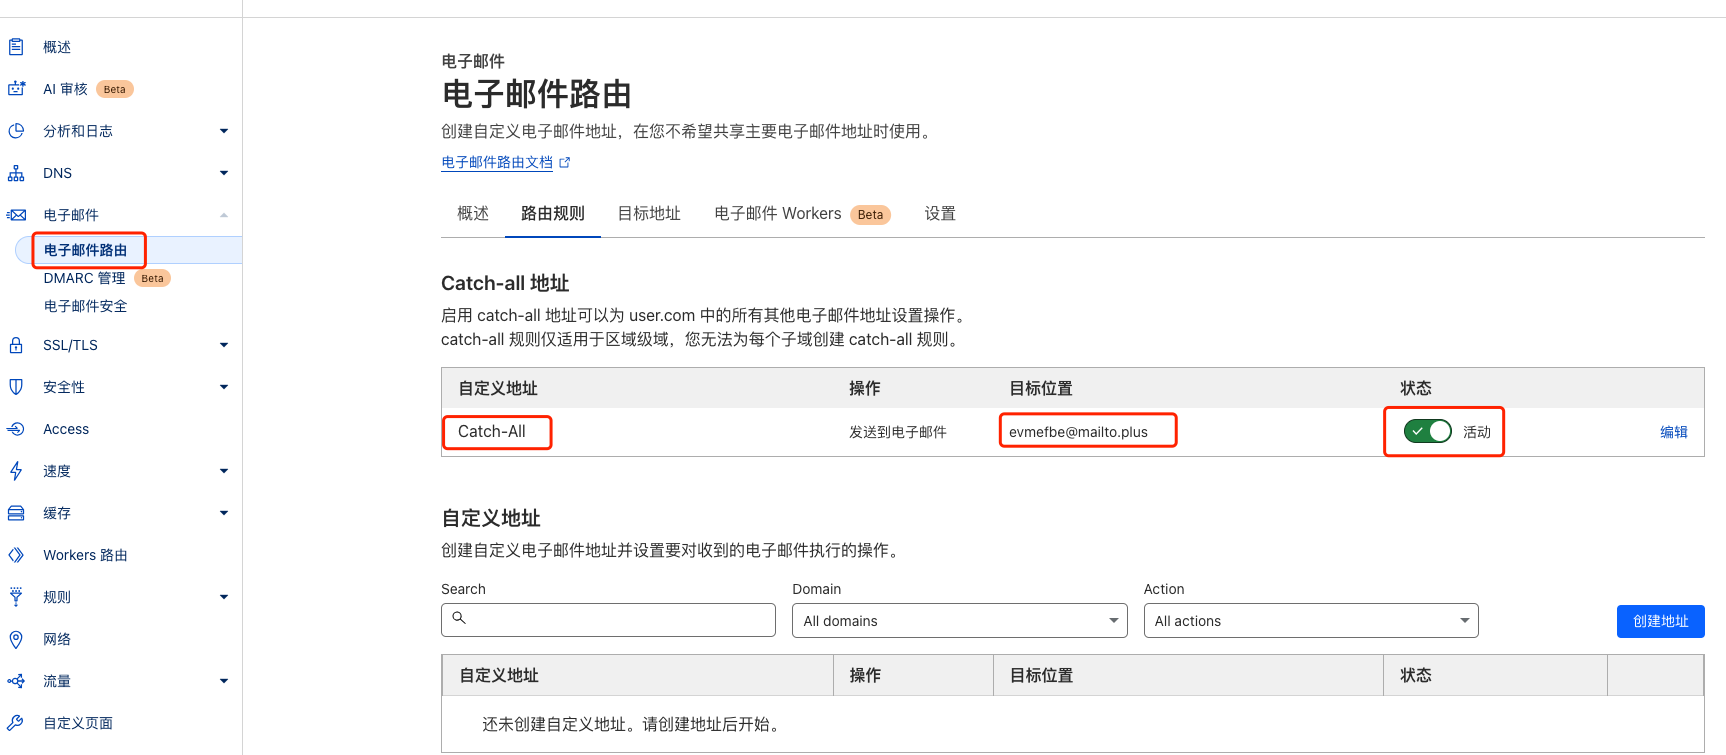 概述
AI 审核 Beta
分析和日志
DNS
电子邮件
电子邮件路由
DMARC 管理 Beta
电子邮件安全
SSL/TLS
安全性
Access
速度
缓存
Workers 路由
规则
网络
流量
自定义页面
电子邮件
电子邮件路由
创建自定义电子邮件地址，在您不希望共享主要电子邮件地址时使用。
电子邮件路由文档
概述 路由规则 目标地址 电子邮件 Workers Beta 设置
Catch-all 地址
启用 catch-all 地址可以为 user.com 中的所有其他电子邮件地址设置操作。
catch-all 规则仅适用于区域级域，您无法为每个子域创建 catch-all 规则。
自定义地址 操作 目标位置 状态
Catch-All 发送到电子邮件 evmefbe@mailto.plus 活动 编辑
自定义地址
创建自定义电子邮件地址并设置要对收到的电子邮件执行的操作。
Search Domain Action
All domains All actions 创建地址
自定义地址 操作 目标位置 状态
还未创建自定义地址。请创建地址后开始。